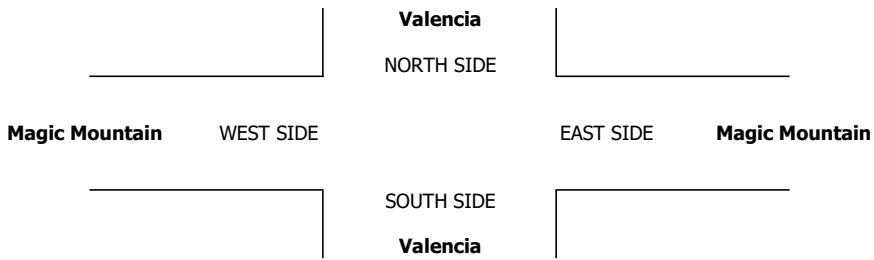 Valencia
NORTH SIDE
Magic Mountain WEST SIDE EAST SIDE Magic Mountain
SOUTH SIDE
Valencia